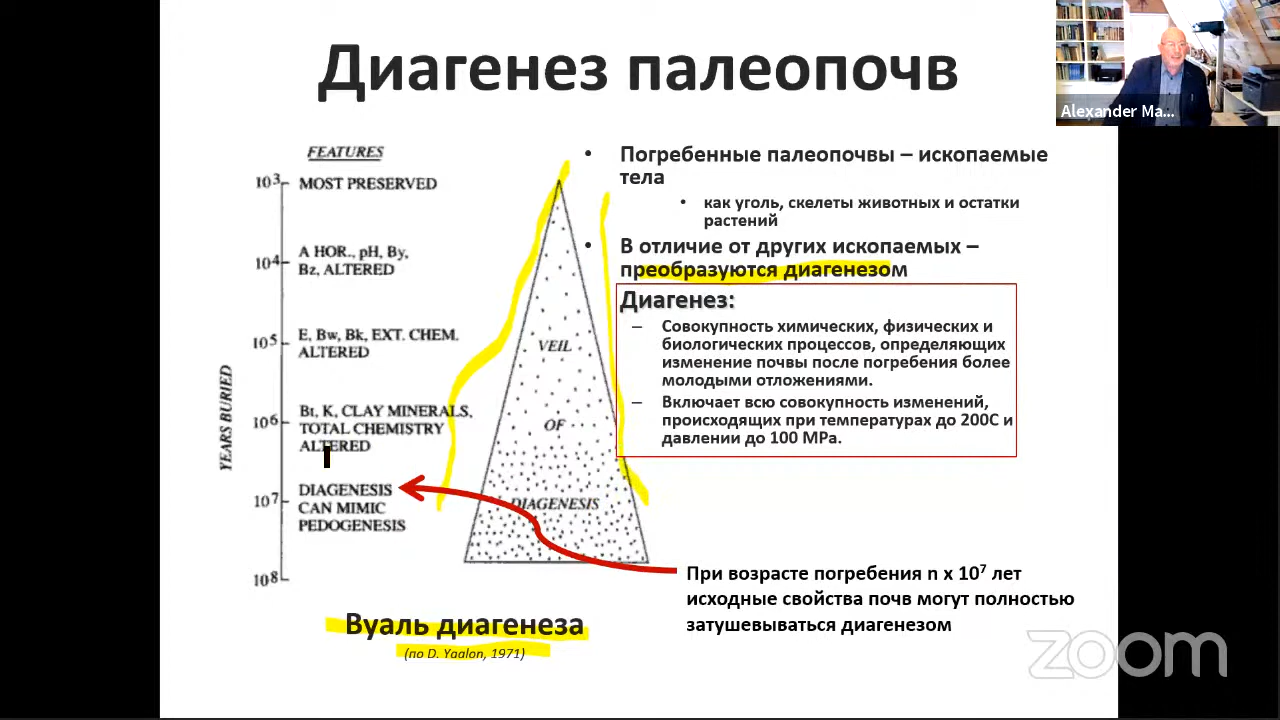 Диагенез палеопочв
Alexander Ma...
FEATURES
10³ MOST PRESERVED
A HOR., pH, By,
10⁴ Bz, ALTERED
E, Bw, Bk, EXT. CHEM.
10⁵ ALTERED
Bt, K, CLAY MINERALS,
10⁶ TOTAL CHEMISTRY
ALTERED
DIAGENESIS
10⁷ CAN MIMIC
PEDOGENESIS
10⁸
YEARS BURIED
VEIL
OF
DIAGENESIS
Вуаль диагенеза
(по D. Yaalon, 1971)
• Погребенные палеопочвы – ископаемые
тела
• как уголь, скелеты животных и остатки
растений
• В отличие от других ископаемых –
преобразуются диагенезом
Диагенез:
– Совокупность химических, физических и
биологических процессов, определяющих
изменение почвы после погребения более
молодыми отложениями.
– Включает всю совокупность изменений,
происходящих при температурах до 200С и
давлении до 100 МРа.
При возрасте погребения n x 10⁷ лет
исходные свойства почв могут полностью
затушевываться диагенезом
zoom